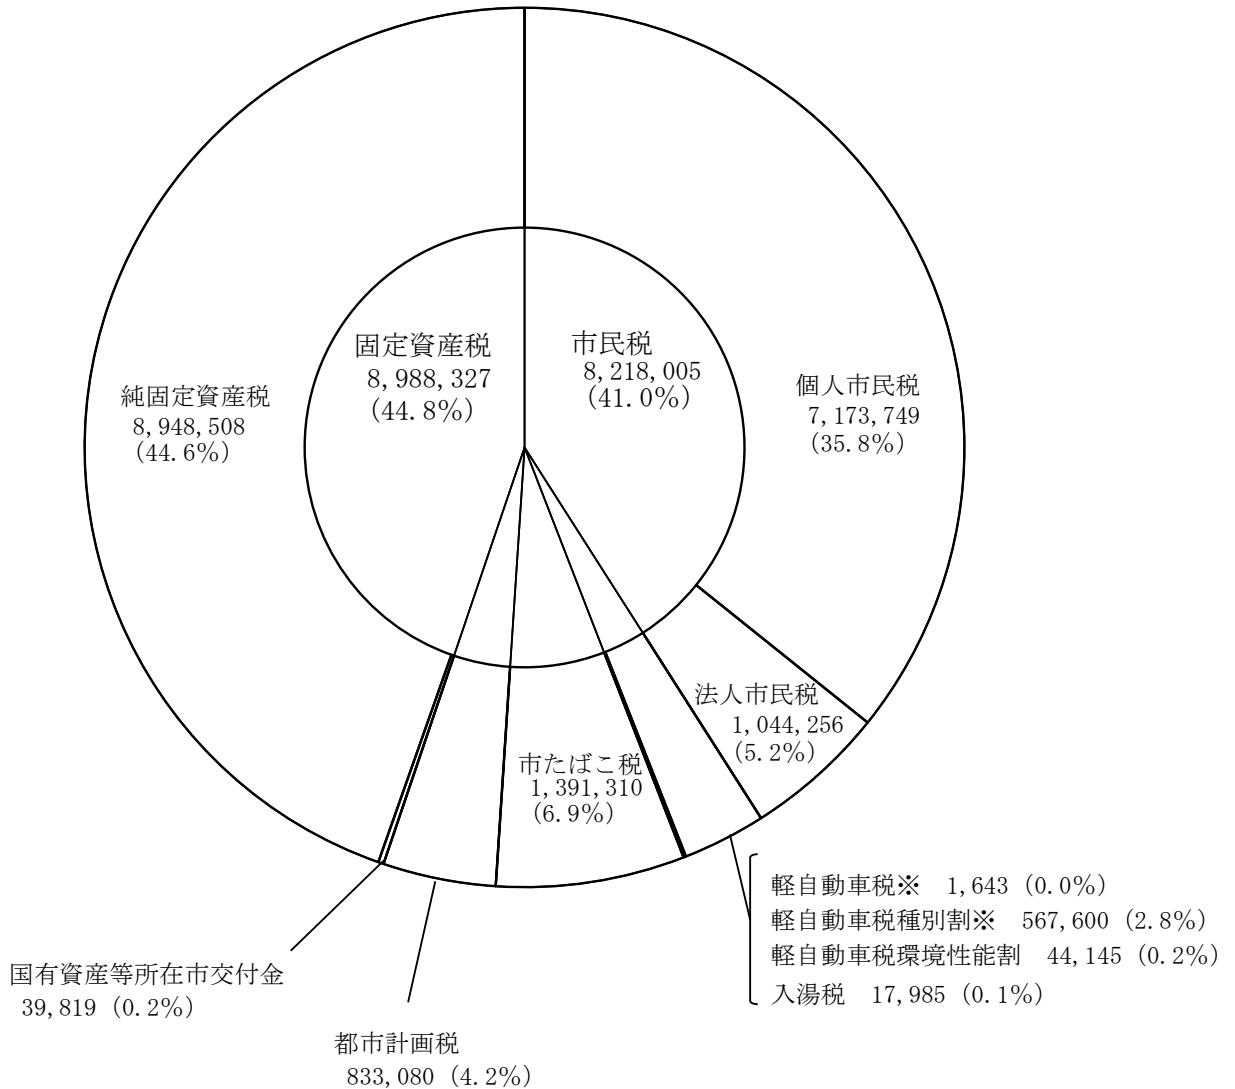 固定資産税
8,988,327
(44.8%)
市民税
8,218,005
(41.0%)
純固定資産税
8,948,508
(44.6%)
個人市民税
7,173,749
(35.8%)
法人市民税
1,044,256
(5.2%)
市たばこ税
1,391,310
(6.9%)
軽自動車税※ 1,643 (0.0%)
軽自動車税種別割※ 567,600 (2.8%)
軽自動車税環境性能割 44,145 (0.2%)
入湯税 17,985 (0.1%)
国有資産等所在市交付金
39,819 (0.2%)
都市計画税
833,080 (4.2%)